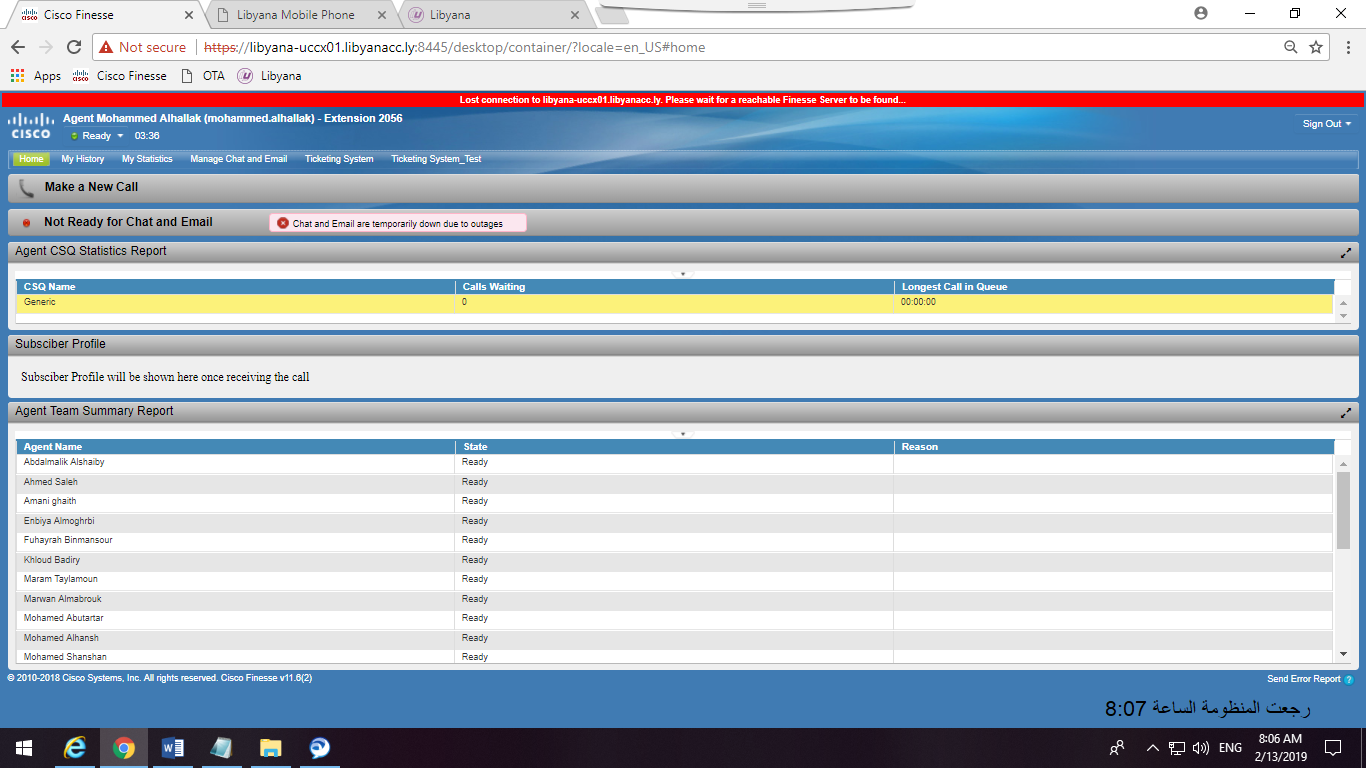 Cisco Finesse
Libyana Mobile Phone
Libyana
Not secure
https://libyana-uccx01.libyanacc.ly:8445/desktop/container/?locale=en_US#home
Apps
Cisco Finesse
OTA
Libyana
Lost connection to libyana-uccx01.libyanacc.ly. Please wait for a reachable Finesse Server to be found...
CISCO
Agent Mohammed Alhallak (mohammed.alhallak) - Extension 2056
Ready 03:36
Sign Out
Home My History My Statistics Manage Chat and Email Ticketing System Ticketing System_Test
Make a New Call
Not Ready for Chat and Email
Chat and Email are temporarily down due to outages
Agent CSQ Statistics Report
CSQ Name Calls Waiting Longest Call in Queue
Generic 0 00:00:00
Subsciber Profile
Subsciber Profile will be shown here once receiving the call
Agent Team Summary Report
Agent Name State Reason
Abdalmalik Alshaiby Ready
Ahmed Saleh Ready
Amani ghaith Ready
Enbiya Almoghrbi Ready
Fuhayrah Binmansour Ready
Khloud Badiry Ready
Maram Taylamoun Ready
Marwan Almabrouk Ready
Mohamed Abutartar Ready
Mohamed Alhansh Ready
Mohamed Shanshan Ready
© 2010-2018 Cisco Systems, Inc. All rights reserved. Cisco Finesse v11.6(2)
Send Error Report ?
رجعت المنظومة الساعة 8:07
ENG
8:06 AM
2/13/2019